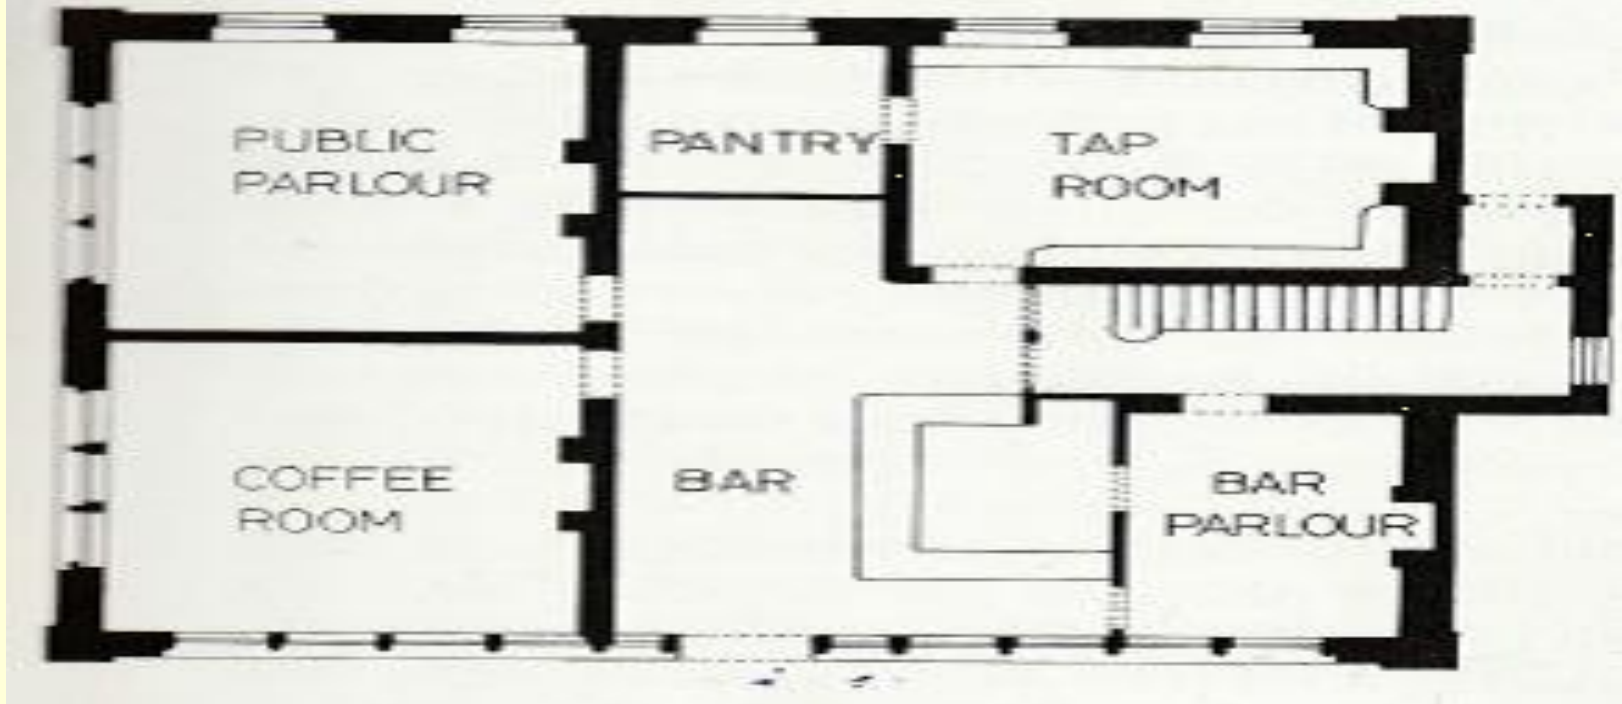 PUBLIC
PARLOUR
PANTRY
TAP
ROOM
COFFEE
ROOM
BAR
BAR
PARLOUR